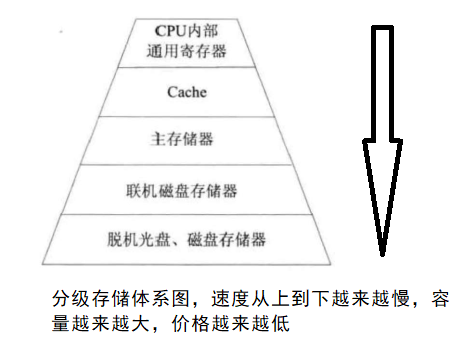 CPU内部
通用寄存器
Cache
主存储器
联机磁盘存储器
脱机光盘、磁盘存储器
分级存储体系图，速度从上到下越来越慢，容
量越来越大，价格越来越低